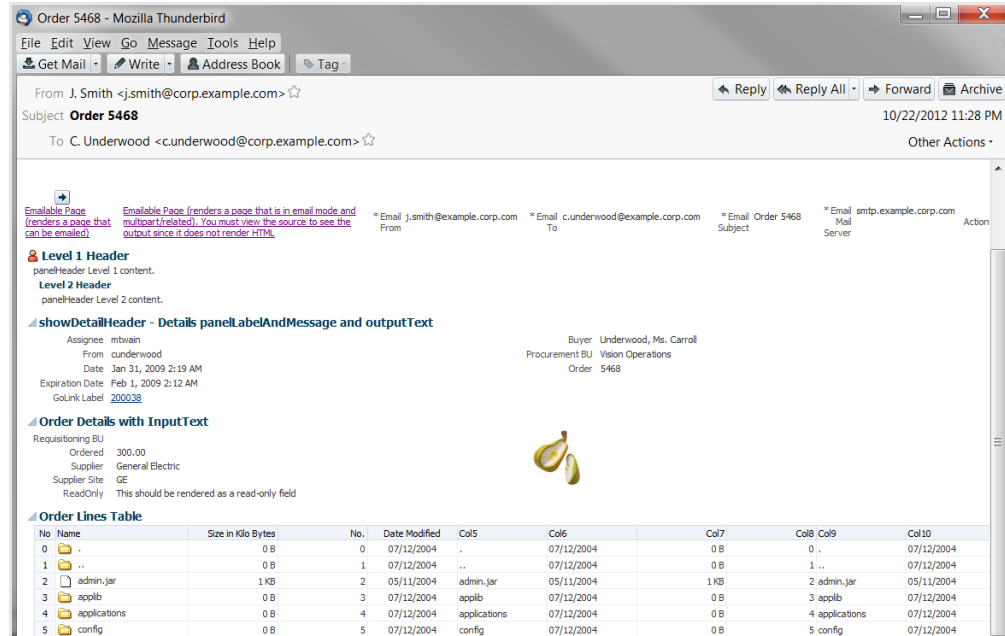 Order 5468 - Mozilla Thunderbird
File Edit View Go Message Tools Help
Get Mail Write Address Book Tag
From J. Smith <j.smith@corp.example.com>
Reply Reply All Forward Archive
Subject Order 5468
10/22/2012 11:28 PM
To C. Underwood <c.underwood@corp.example.com>
Other Actions
Emailable Page
(renders a page that
can be emailed)
Emailable Page (renders a page that is in email mode and
multipart/related). You must view the source to see the
output since it does not render HTML
* Email j.smith@example.corp.com
From
* Email c.underwood@example.corp.com
To
* Email Order 5468
Subject
* Email smtp.example.corp.com
Mail
Server
Action
Level 1 Header
panelHeader Level 1 content.
Level 2 Header
panelHeader Level 2 content.
showDetailHeader - Details panelLabelAndMessage and outputText
Assignee mtwain
From cunderwood
Date Jan 31, 2009 2:19 AM
Expiration Date Feb 1, 2009 2:12 AM
GoLink Label 200038
Buyer Underwood, Ms. Carroll
Procurement BU Vision Operations
Order 5468
Order Details with InputText
Requisitioning BU
Ordered 300.00
Supplier General Electric
Supplier Site GE
ReadOnly This should be rendered as a read-only field
Order Lines Table
No Name Size in Kilo Bytes No. Date Modified Col5 Col6 Col7 Col8 Col9 Col10
0 . 0 B 0 07/12/2004 . 07/12/2004 0 B 0 . 07/12/2004
1 .. 0 B 1 07/12/2004 .. 07/12/2004 0 B 1 .. 07/12/2004
2 admin.jar 1 KB 2 05/11/2004 admin.jar 05/11/2004 1 KB 2 admin.jar 05/11/2004
3 applib 0 B 3 07/12/2004 applib 07/12/2004 0 B 3 applib 07/12/2004
4 applications 0 B 4 07/12/2004 applications 07/12/2004 0 B 4 applications 07/12/2004
5 config 0 B 5 07/12/2004 config 07/12/2004 0 B 5 config 07/12/2004